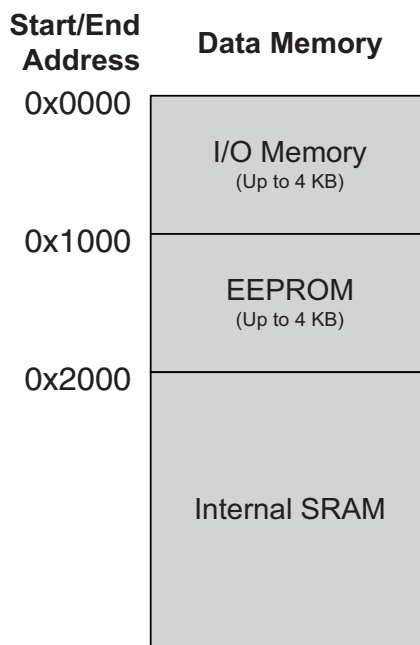 Start/End
Address
Data Memory
0x0000
I/O Memory
(Up to 4 KB)
0x1000
EEPROM
(Up to 4 KB)
0x2000
Internal SRAM